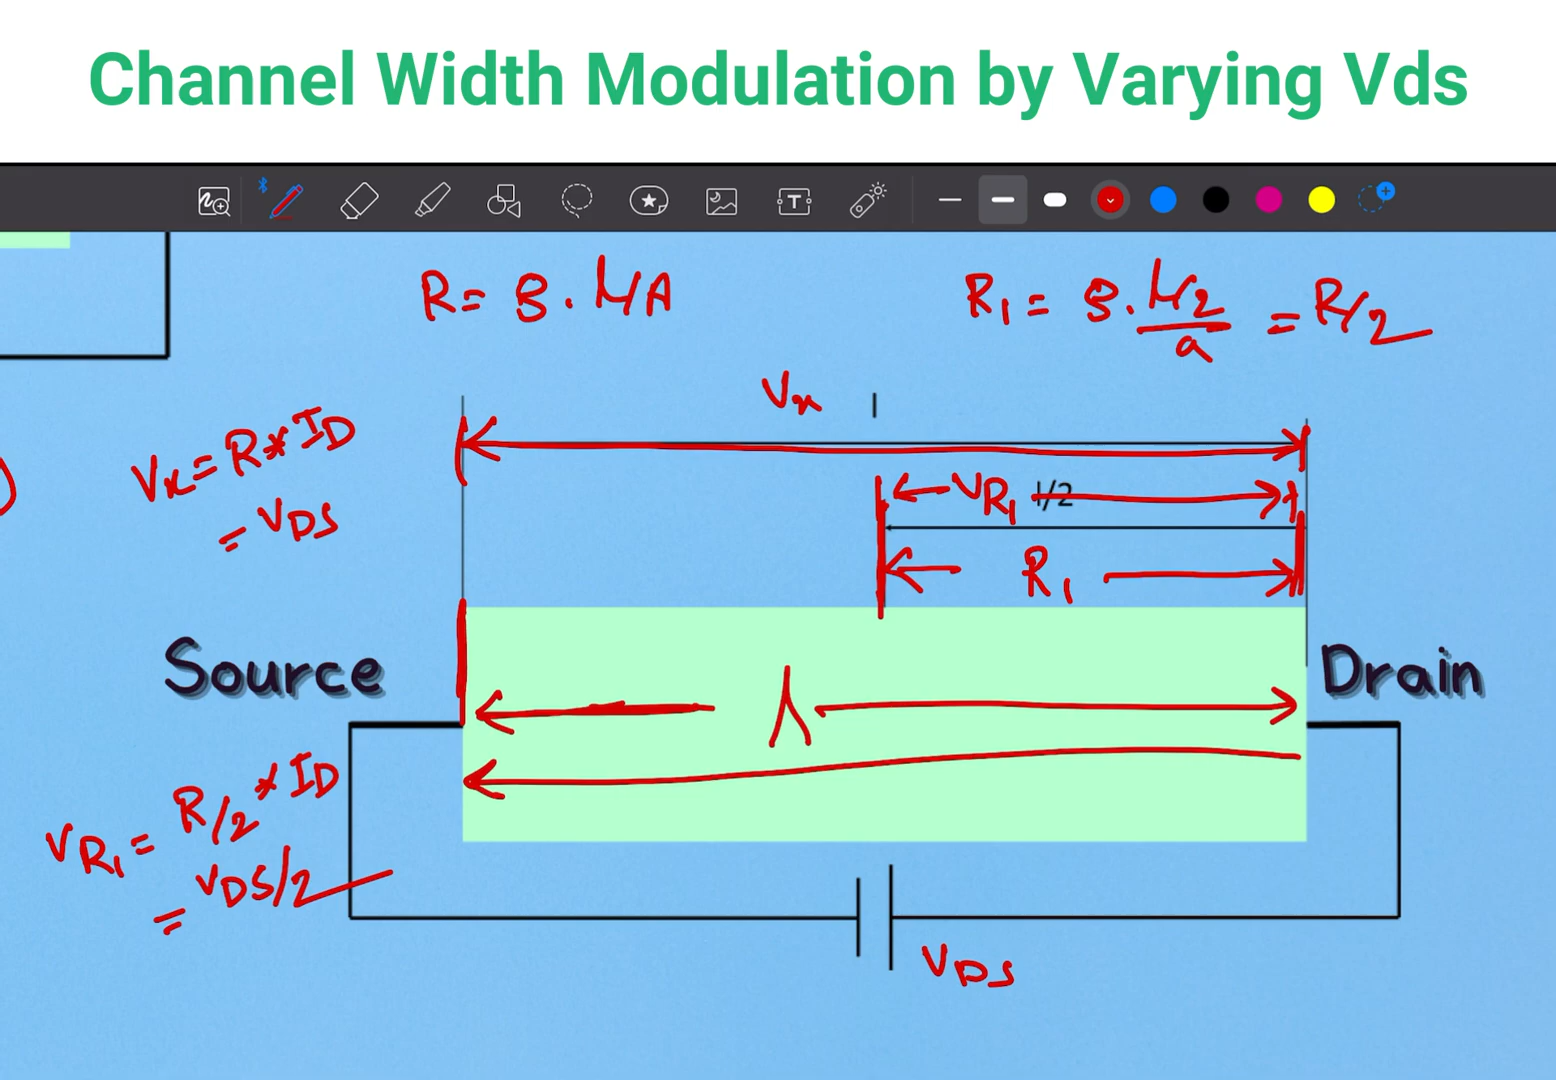 Channel Width Modulation by Varying Vds
T
R = S. l/A
R1 = S. l/2 / a = R/2
Vx
l
Vx = R * ID
= VDS
VR1
l/2
R1
Source
Drain
l
VR1 = R/2 * ID
= VDS/2
VDS